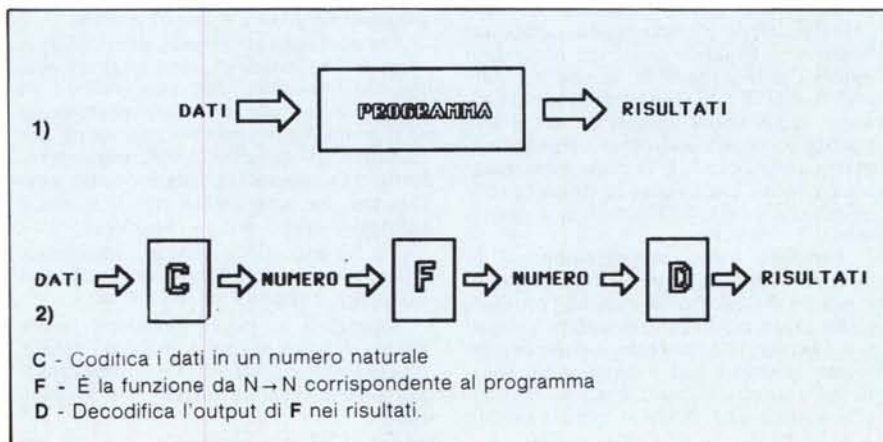 DATI PROGRAMMA RISULTATI
1)
DATI C NUMERO F NUMERO D RISULTATI
2)
C - Codifica i dati in un numero naturale
F - È la funzione da N→N corrispondente al programma
D - Decodifica l'output di F nei risultati.